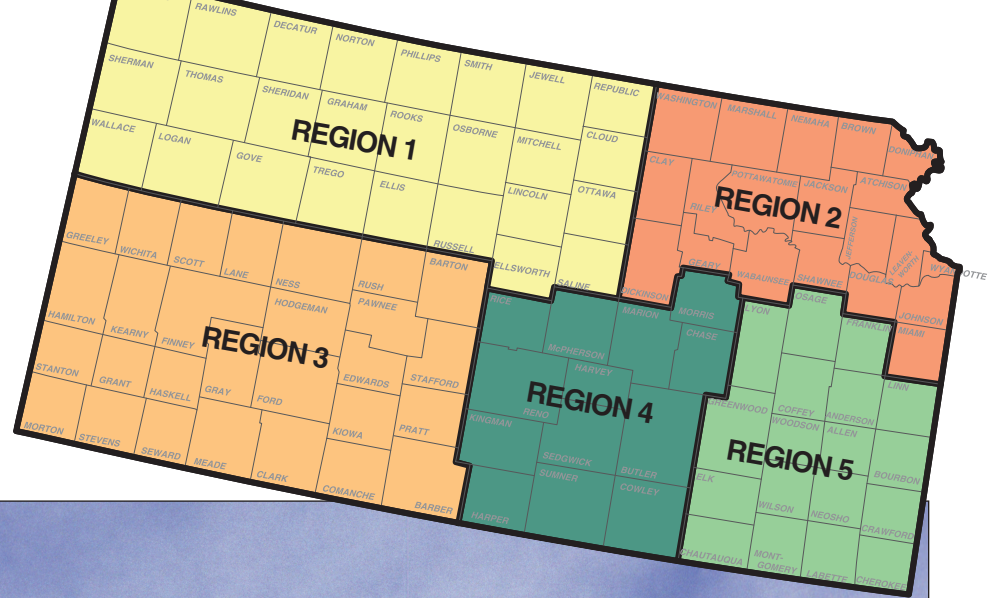 RAWLINS
DECATUR
NORTON
PHILLIPS
SMITH
JEWELL
REPUBLIC
WASHINGTON
MARSHALL
NEMAHA
BROWN
DONIPHAN
SHERMAN
THOMAS
SHERIDAN
GRAHAM
ROOKS
OSBORNE
MITCHELL
CLOUD
CLAY
POTTAWATOMIE
JACKSON
ATCHISON
REGION 1
WALLACE
LOGAN
GOVE
TREGO
ELLIS
LINCOLN
OTTAWA
RILEY
REGION 2
JEFFERSON
LEAVEN-
WORTH
WYANDOTTE
RUSSELL
ELLSWORTH
SALINE
DICKINSON
GEARY
WABAUNSEE
SHAWNEE
DOUGLAS
JOHNSON
GREELEY
WICHITA
SCOTT
LANE
NESS
RUSH
BARTON
HODGEMAN
PAWNEE
RICE
MARION
MORRIS
LYON
OSAGE
FRANKLIN
MIAMI
HAMILTON
KEARNY
FINNEY
REGION 3
McPHERSON
CHASE
STANTON
GRANT
HASKELL
GRAY
FORD
EDWARDS
STAFFORD
HARVEY
REGION 4
RENO
GREENWOOD
COFFEY
ANDERSON
LINN
WOODSON
ALLEN
MORTON
STEVENS
SEWARD
MEADE
CLARK
KIOWA
PRATT
KINGMAN
SEDGWICK
BUTLER
REGION 5
BOURBON
COMANCHE
BARBER
HARPER
SUMNER
COWLEY
ELK
WILSON
NEOSHO
CRAWFORD
CHAUTAUQUA
MONT-
GOMERY
LABETTE
CHEROKEE